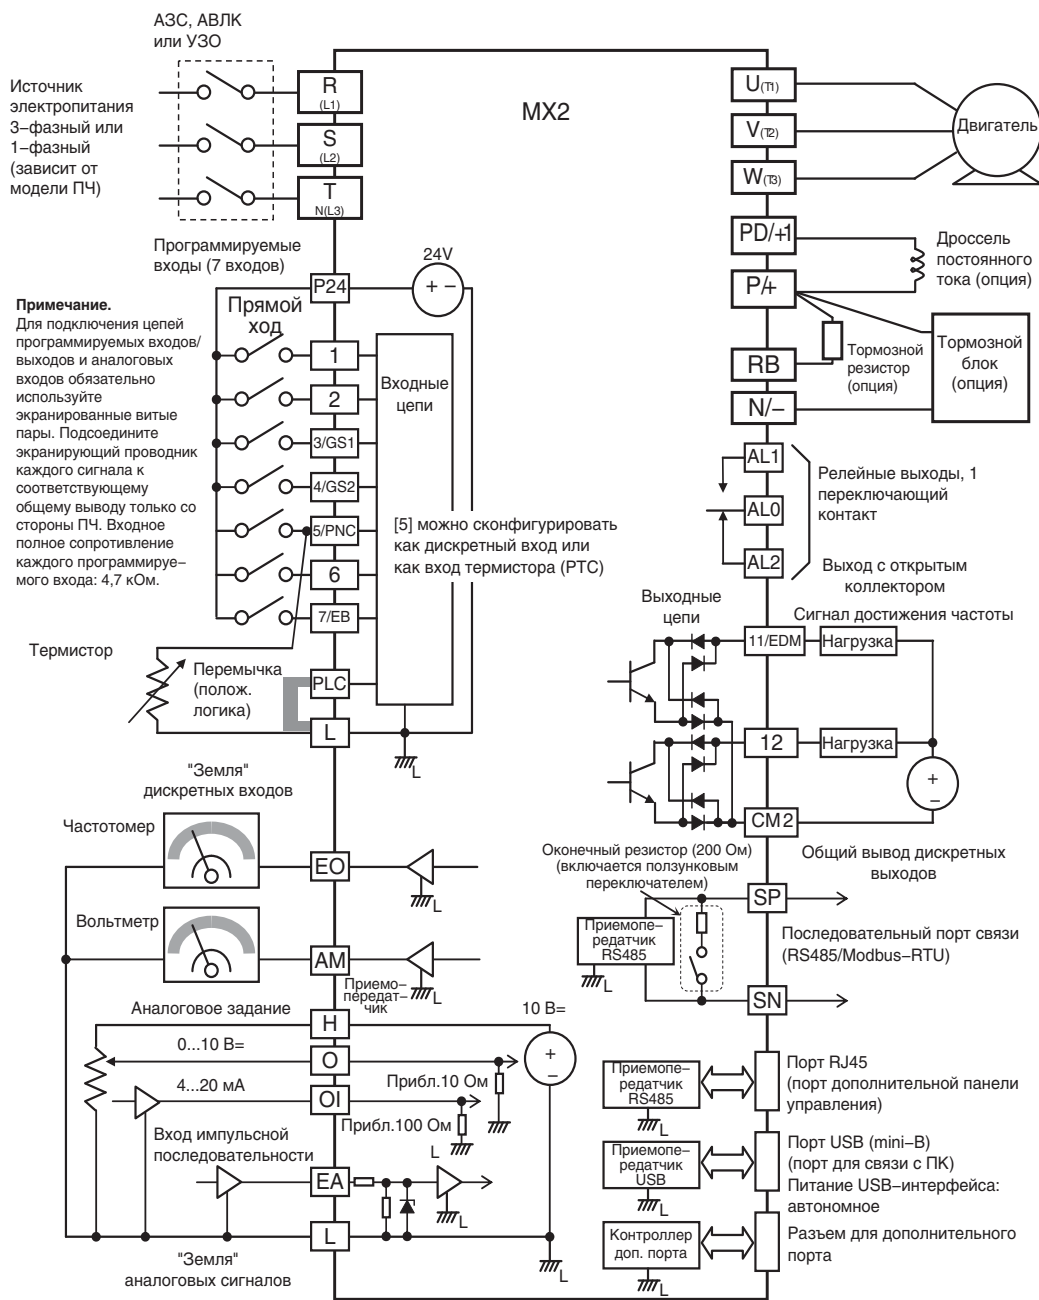 АЗС, АВЛК
или УЗО
Источник
электропитания
3–фазный или
1–фазный
(зависит от
модели ПЧ)
R
(L1)
S
(L2)
T
N(L3)
MX2
U(T1)
V(T2)
W(T3)
Двигатель
PD/+1
P/+
Дроссель
постоянного
тока (опция)
RB
N/–
Тормозной
резистор
(опция)
Тормозной
блок
(опция)
Программируемые
входы (7 входов)
24V
+ –
P24
Примечание.
Для подключения цепей
программируемых входов/
выходов и аналоговых
входов обязательно
используйте
экранированные витые
пары. Подсоедините
экранирующий проводник
каждого сигнала к
соответствующему
общему выводу только со
стороны ПЧ. Входное
полное сопротивление
каждого программируе–
мого входа: 4,7 кОм.
Прямой
ход
1
2
3/GS1
4/GS2
5/PNC
6
7/EB
PLC
L
Входные
цепи
[5] можно сконфигурировать
как дискретный вход или
как вход термистора (PTC)
AL1
AL0
AL2
Релейные выходы, 1
переключающий
контакт
Выход с открытым
коллектором
Выходные
цепи
Сигнал достижения частоты
11/EDM
Нагрузка
12
Нагрузка
+
–
CM2
Общий вывод дискретных
выходов
Термистор
Перемычка
(полож.
логика)
L
"Земля"
дискретных входов
Частотомер
EO
L
Вольтметр
AM
L
Приемо–
передат–
чик
Оконечный резистор (200 Ом)
(включается ползунковым
переключателем)
SP
Приемопе–
редатчик
RS485
L
Последовательный порт связи
(RS485/Modbus–RTU)
SN
Аналоговое задание
H
10 В=
+
–
0...10 В=
O
Прибл.10 Ом
L
4...20 мА
OI
Прибл.100 Ом
L
Вход импульсной
последовательности
EA
L
L
L
"Земля"
аналоговых сигналов
Приемопе–
редатчик
RS485
L
Порт RJ45
(порт дополнительной панели
управления)
Приемопе–
редатчик
USB
L
Порт USB (mini–B)
(порт для связи с ПК)
Питание USB–интерфейса:
автономное
Контроллер
доп. порта
L
Разъем для дополнительного
порта